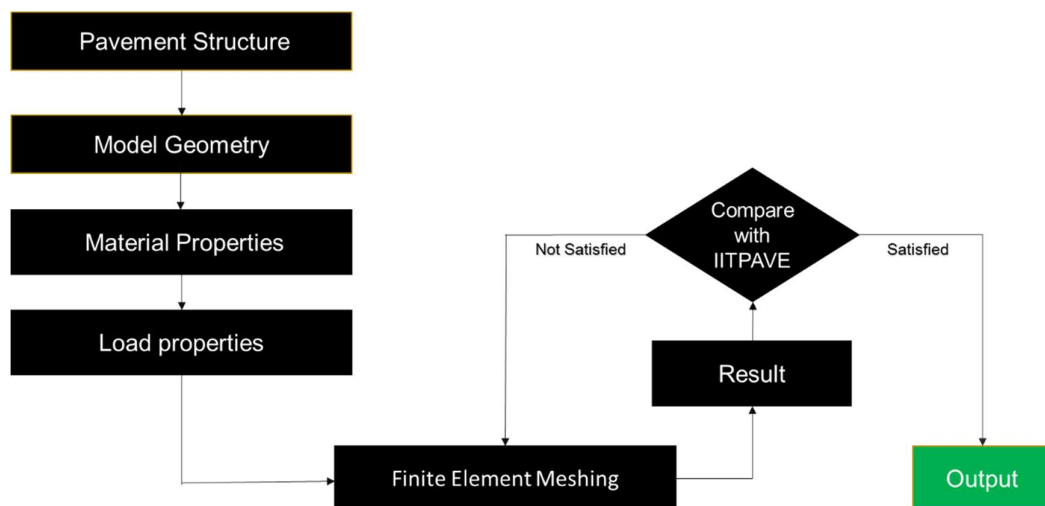 Pavement Structure
Model Geometry
Material Properties
Load properties
Finite Element Meshing
Result
Compare
with
IITPAVE
Not Satisfied
Satisfied
Output